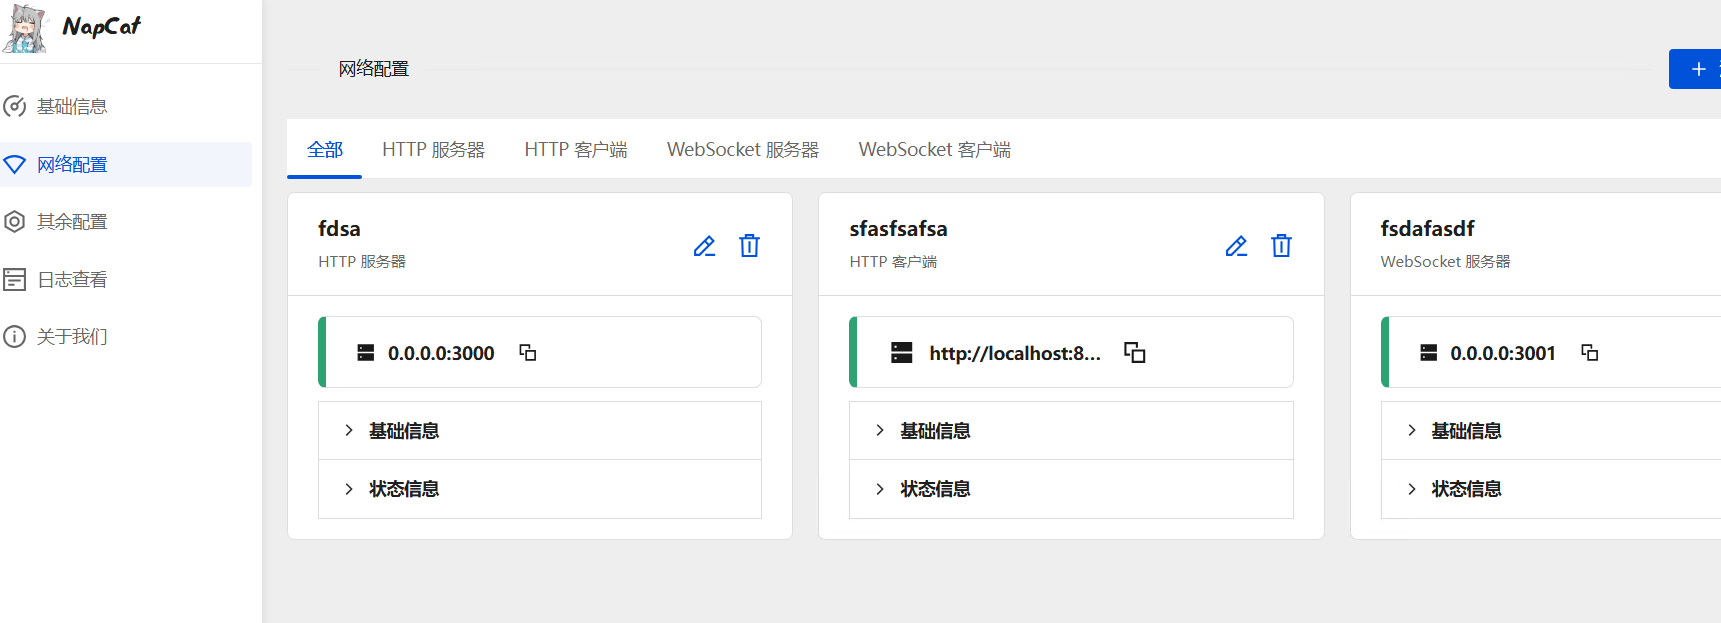 NapCat
基础信息
网络配置
其余配置
日志查看
关于我们
网络配置
全部 HTTP 服务器 HTTP 客户端 WebSocket 服务器 WebSocket 客户端
fdsa
HTTP 服务器
0.0.0.0:3000
基础信息
状态信息
sfasfsafsa
HTTP 客户端
http://localhost:8...
基础信息
状态信息
fsdafasdf
WebSocket 服务器
0.0.0.0:3001
基础信息
状态信息